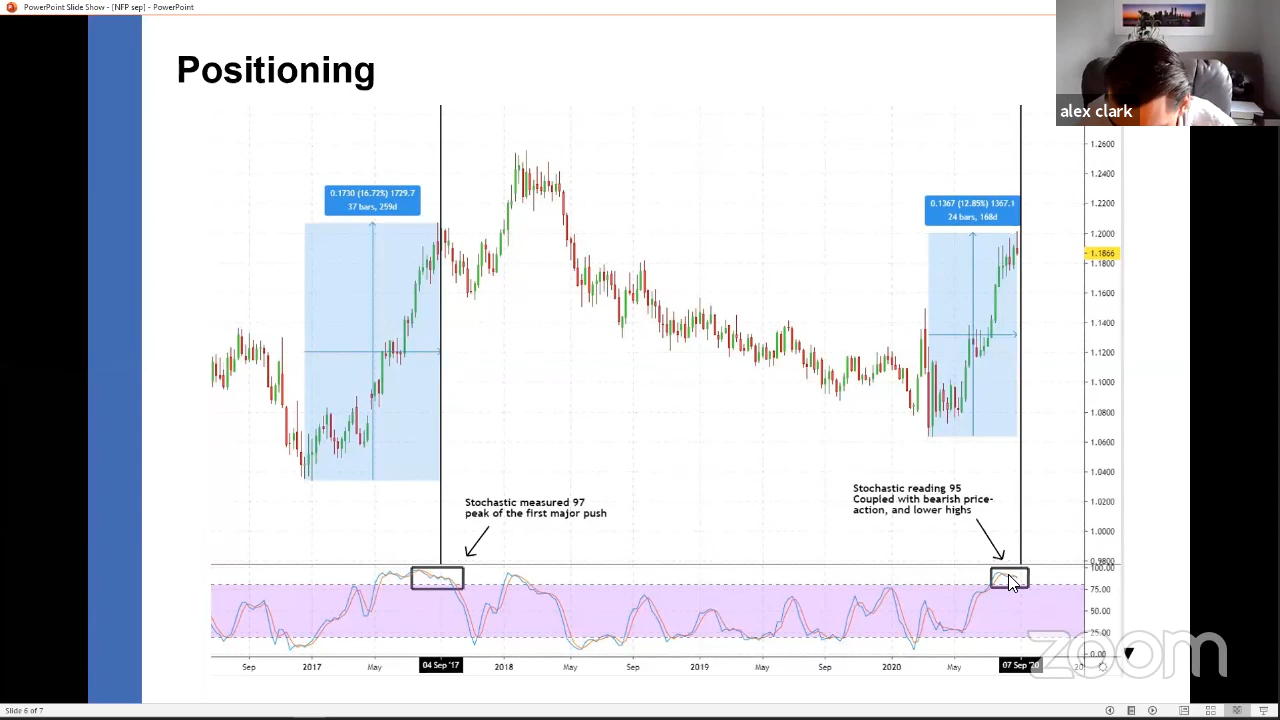 PowerPoint Slide Show - [NFP sep] - PowerPoint
Positioning
alex clark
0.1730 (16.72%) 1729.7
37 bars, 259d
0.1367 (12.85%) 1367.1
24 bars, 168d
1.2600
1.2400
1.2200
1.2000
1.1866
1.1800
1.1600
1.1400
1.1200
1.1000
1.0800
1.0600
1.0400
1.0200
1.0000
0.9800
Stochastic measured 97
peak of the first major push
Stochastic reading 95
Coupled with bearish price-
action, and lower highs
100.00
75.00
50.00
25.00
0.00
Sep 2017 May 04 Sep '17 2018 May Sep 2019 May Sep 2020 May 07 Sep '20 20
zoom
Slide 6 of 7